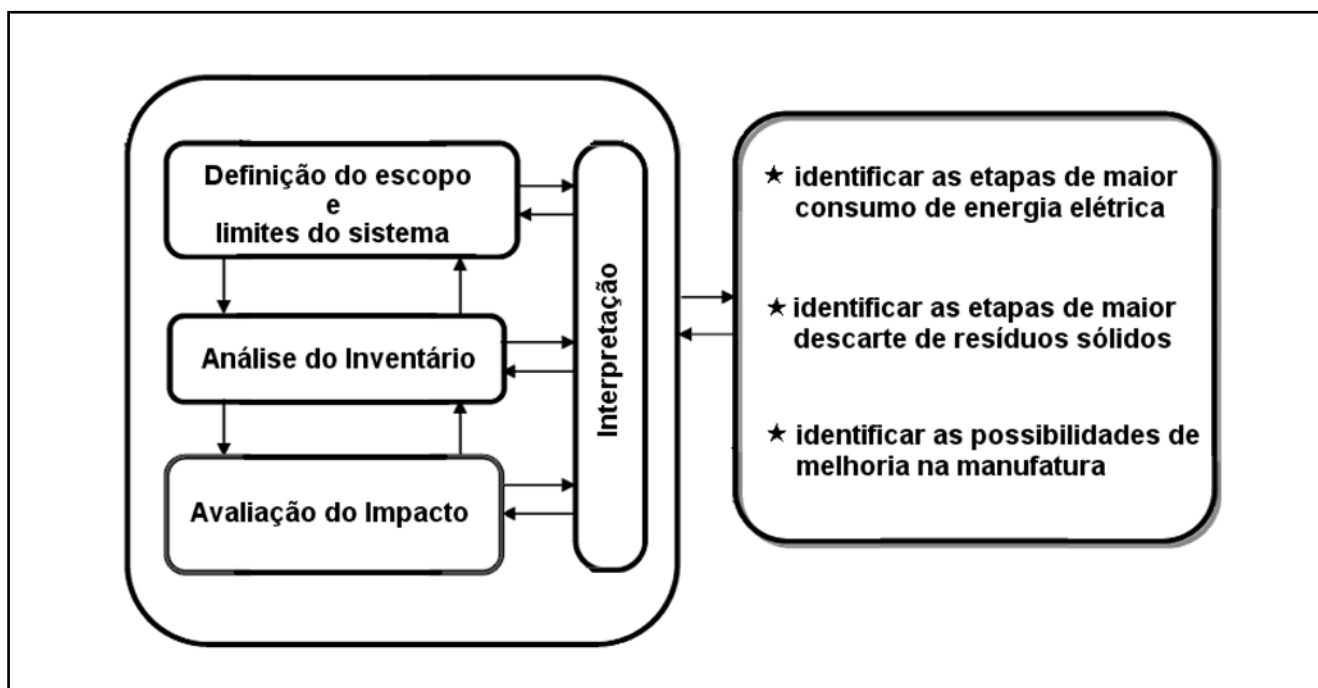 Definição do escopo
e
limites do sistema
Análise do Inventário
Avaliação do Impacto
Interpretação
★ identificar as etapas de maior
consumo de energia elétrica
★ identificar as etapas de maior
descarte de resíduos sólidos
★ identificar as possibilidades de
melhoria na manufatura